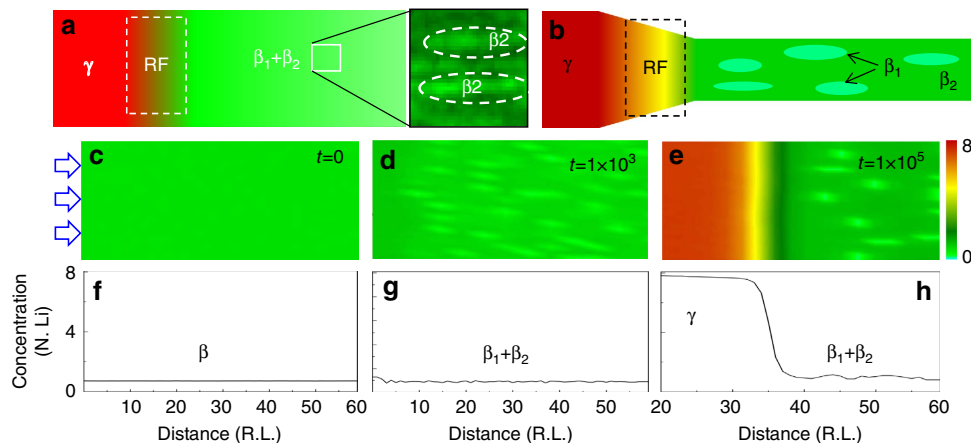 a
γ
RF
β₁+β₂
β2
β2
b
γ
RF
β₁
β₂
c
t=0
d
t=1×10³
e
t=1×10⁵
8
0
Concentration
(N. Li)
8
4
0
f
β
10 20 30 40 50 60
Distance (R.L.)
g
β₁+β₂
10 20 30 40 50 60
Distance (R.L.)
h
γ
β₁+β₂
20 30 40 50 60
Distance (R.L.)